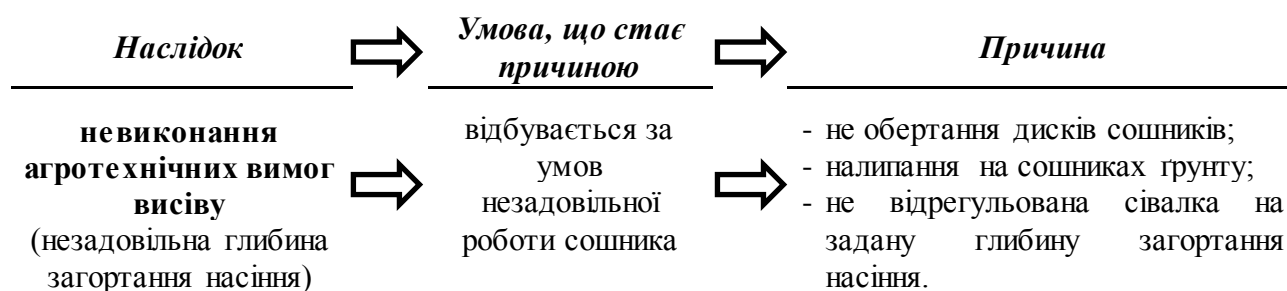 Наслідок
Умова, що стає
причиною
Причина
невиконання
агротехнічних вимог
висіву
(незадовільна глибина
загортання насіння)
відбувається за
умов
незадовільної
роботи сошника
- не обертання дисків сошників;
- налипання на сошниках ґрунту;
- не відрегульована сівалка на
задану глибину загортання
насіння.